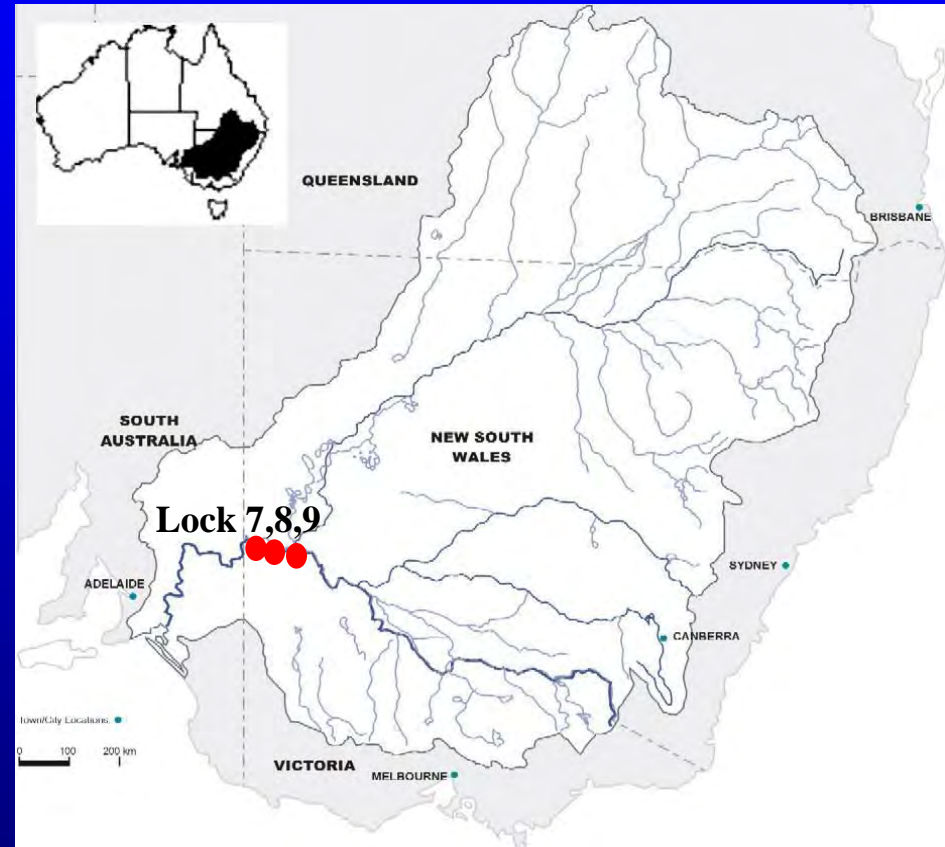 QUEENSLAND
BRISBANE
SOUTH
AUSTRALIA
NEW SOUTH
WALES
Lock 7,8,9
SYDNEY
ADELAIDE
CANBERRA
Town/City Locations
0 100 200 km
VICTORIA
MELBOURNE